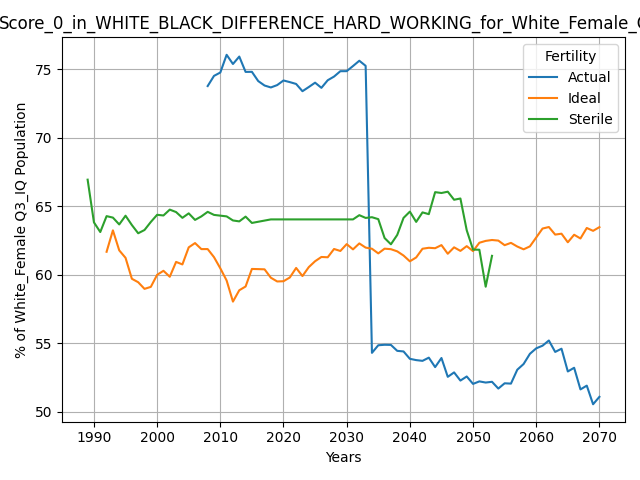 Score_0_in_WHITE_BLACK_DIFFERENCE_HARD_WORKING_for_White_Female_
% of White_Female Q3_IQ Population
75
70
65
60
55
50
Fertility
Actual
Ideal
Sterile
1990 2000 2010 2020 2030 2040 2050 2060 2070
Years